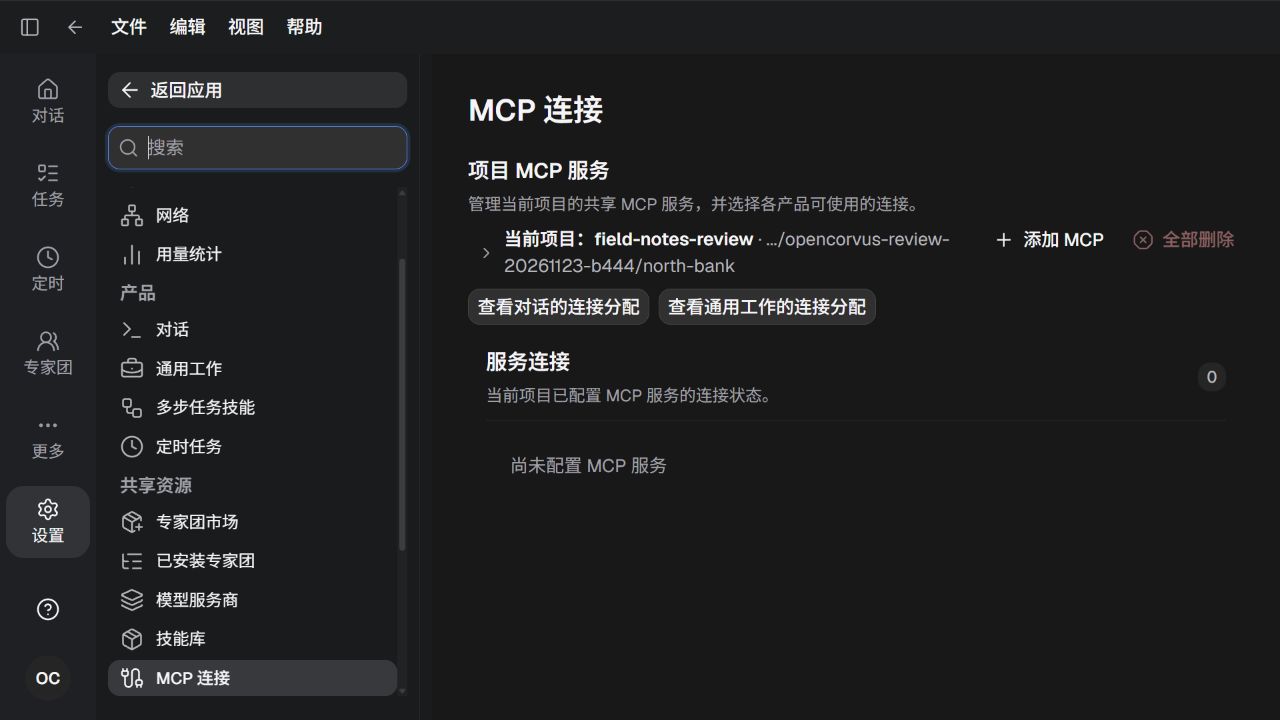 文件 编辑 视图 帮助
对话
任务
定时
专家团
更多
设置
OC
返回应用
搜索
网络
用量统计
产品
对话
通用工作
多步任务技能
定时任务
共享资源
专家团市场
已安装专家团
模型服务商
技能库
MCP 连接
MCP 连接
项目 MCP 服务
管理当前项目的共享 MCP 服务，并选择各产品可使用的连接。
当前项目：field-notes-review · .../opencorvus-review-
20261123-b444/north-bank
添加 MCP
全部删除
查看对话的连接分配
查看通用工作的连接分配
服务连接
当前项目已配置 MCP 服务的连接状态。
0
尚未配置 MCP 服务